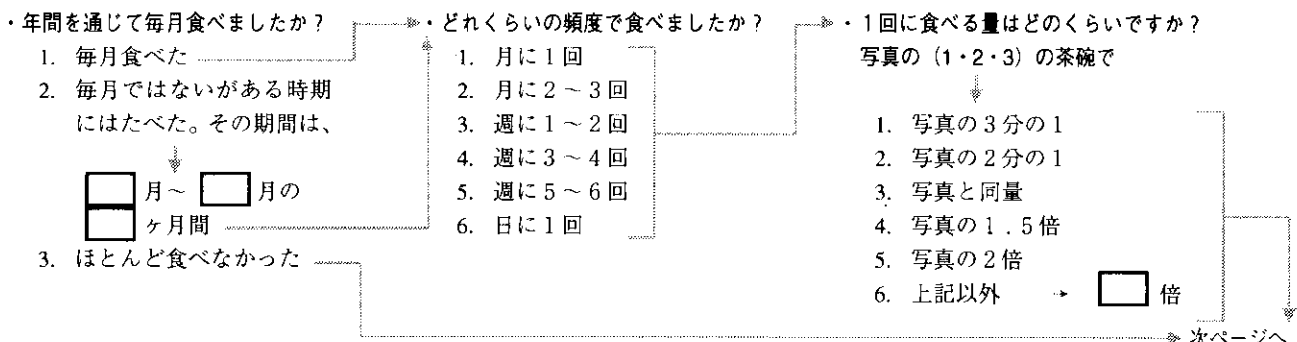 ・年間を通じて毎月食べましたか？
1. 毎月食べた
2. 毎月ではないがある時期
にはたべた。その期間は、
月～ 月の
ヶ月間
3. ほとんど食べなかった
・どれくらいの頻度で食べましたか？
1. 月に1回
2. 月に2～3回
3. 週に1～2回
4. 週に3～4回
5. 週に5～6回
6. 日に1回
・1回に食べる量はどのくらいですか？
写真の（1・2・3）の茶碗で
1. 写真の3分の1
2. 写真の2分の1
3. 写真と同量
4. 写真の1.5倍
5. 写真の2倍
6. 上記以外 → 倍
次ページへ